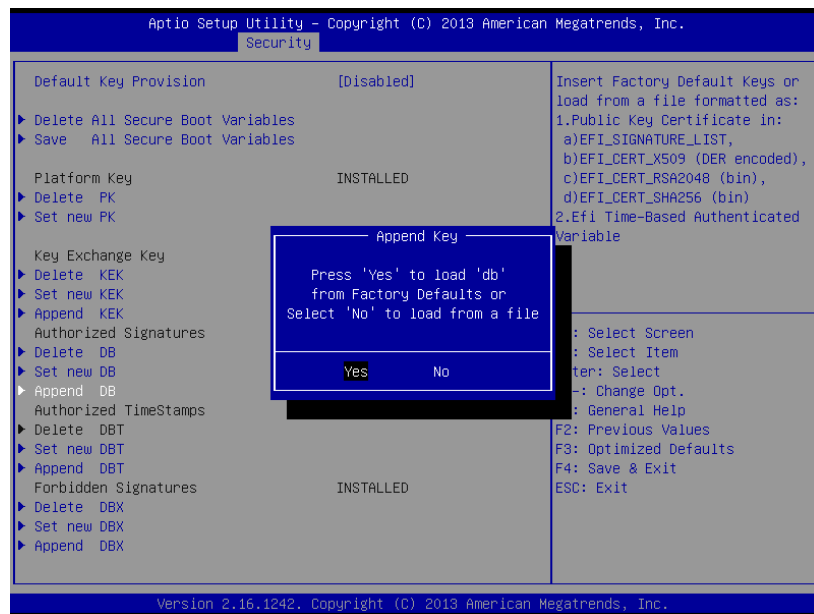 Aptio Setup Utility – Copyright (C) 2013 American Megatrends, Inc.
Security
Default Key Provision [Disabled]
Delete All Secure Boot Variables
Save All Secure Boot Variables
Platform Key INSTALLED
Delete PK
Set new PK
Key Exchange Key
Delete KEK
Set new KEK
Append KEK
Authorized Signatures
Delete DB
Set new DB
Append DB
Authorized TimeStamps
Delete DBT
Set new DBT
Append DBT
Forbidden Signatures INSTALLED
Delete DBX
Set new DBX
Append DBX
Append Key
Press 'Yes' to load 'db'
from Factory Defaults or
Select 'No' to load from a file
Yes No
Insert Factory Default Keys or
load from a file formatted as:
1.Public Key Certificate in:
a)EFI_SIGNATURE_LIST,
b)EFI_CERT_X509 (DER encoded),
c)EFI_CERT_RSA2048 (bin),
d)EFI_CERT_SHA256 (bin)
2.Efi Time-Based Authenticated
Variable
: Select Screen
: Select Item
ter: Select
-: Change Opt.
: General Help
F2: Previous Values
F3: Optimized Defaults
F4: Save & Exit
ESC: Exit
Version 2.16.1242. Copyright (C) 2013 American Megatrends, Inc.